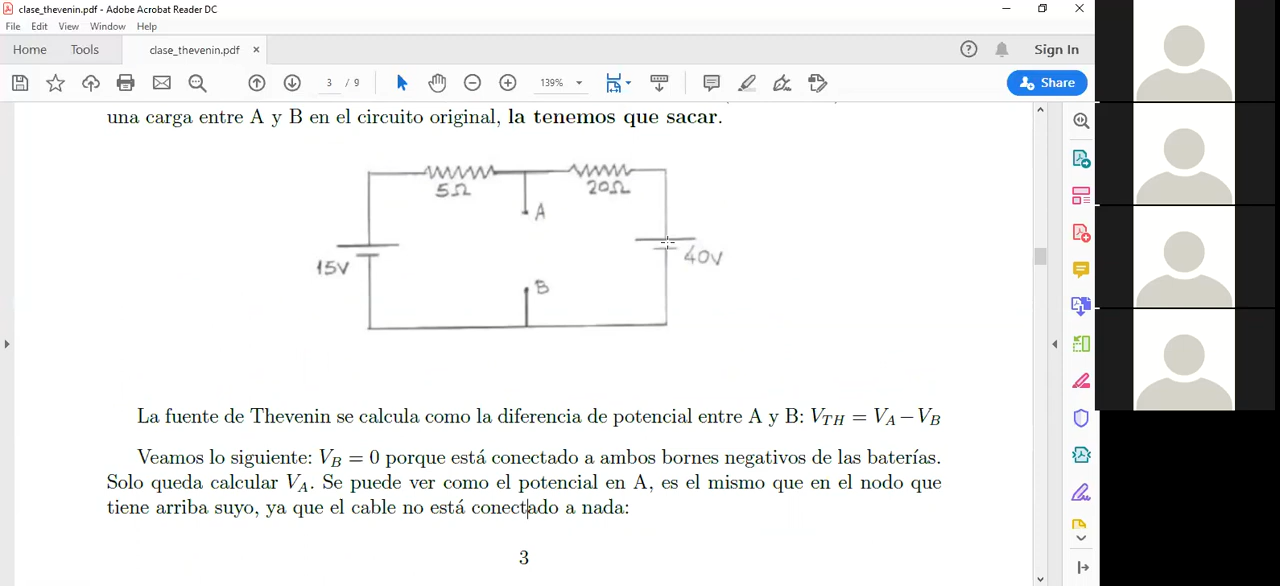 clase_thevenin.pdf - Adobe Acrobat Reader DC
File Edit View Window Help
Home Tools clase_thevenin.pdf × Sign In
3 / 9 139% Share
una carga entre A y B en el circuito original, la tenemos que sacar.
5Ω 20Ω
A
15V 40V
B
La fuente de Thevenin se calcula como la diferencia de potencial entre A y B: V_TH = V_A − V_B
Veamos lo siguiente: V_B = 0 porque está conectado a ambos bornes negativos de las baterías.
Solo queda calcular V_A. Se puede ver como el potencial en A, es el mismo que en el nodo que
tiene arriba suyo, ya que el cable no está conectado a nada:
3